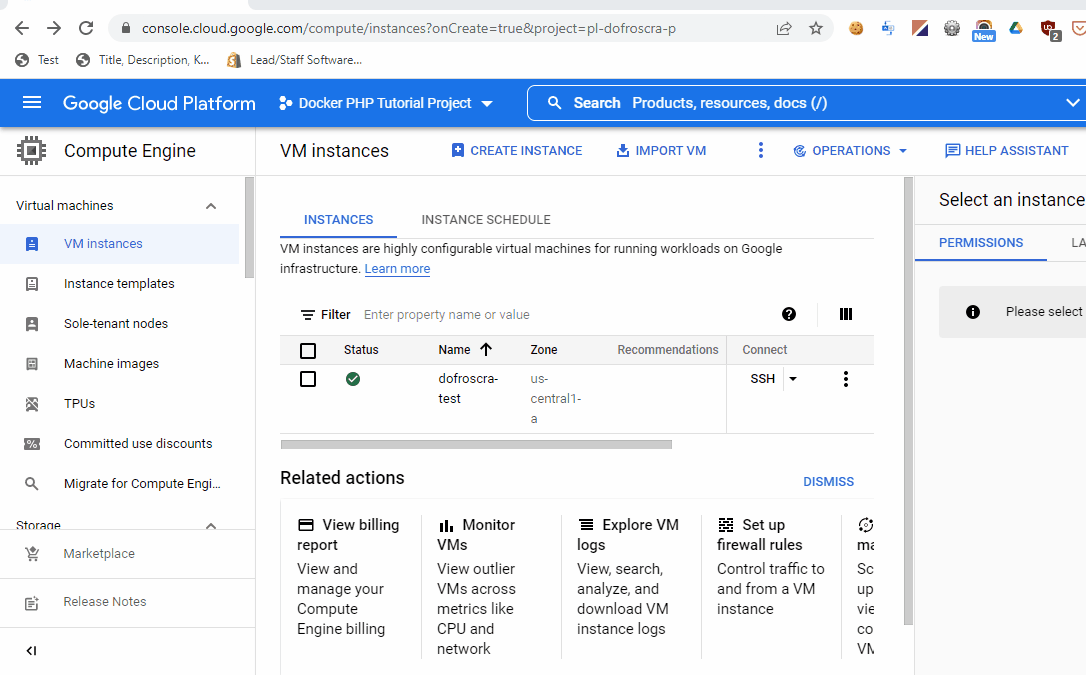 console.cloud.google.com/compute/instances?onCreate=true&project=pl-dofroscra-p
New
2
Test
Title, Description, K...
Lead/Staff Software...
Google Cloud Platform
Docker PHP Tutorial Project
Search Products, resources, docs (/)
Compute Engine
VM instances
CREATE INSTANCE
IMPORT VM
OPERATIONS
HELP ASSISTANT
Virtual machines
VM instances
Instance templates
Sole-tenant nodes
Machine images
TPUs
Committed use discounts
Migrate for Compute Engi...
Storage
Marketplace
Release Notes
INSTANCES
INSTANCE SCHEDULE
VM instances are highly configurable virtual machines for running workloads on Google
infrastructure. Learn more
Filter Enter property name or value
Status
Name
Zone
Recommendations
Connect
dofroscra-
test
us-
central1-
a
SSH
Related actions
DISMISS
View billing
report
View and
manage your
Compute
Engine billing
Monitor
VMs
View outlier
VMs across
metrics like
CPU and
network
Explore VM
logs
View, search,
analyze, and
download VM
instance logs
Set up
firewall rules
Control traffic to
and from a VM
instance
ma
Sc
up
vie
co
VM
Select an instance
PERMISSIONS
LA
Please select